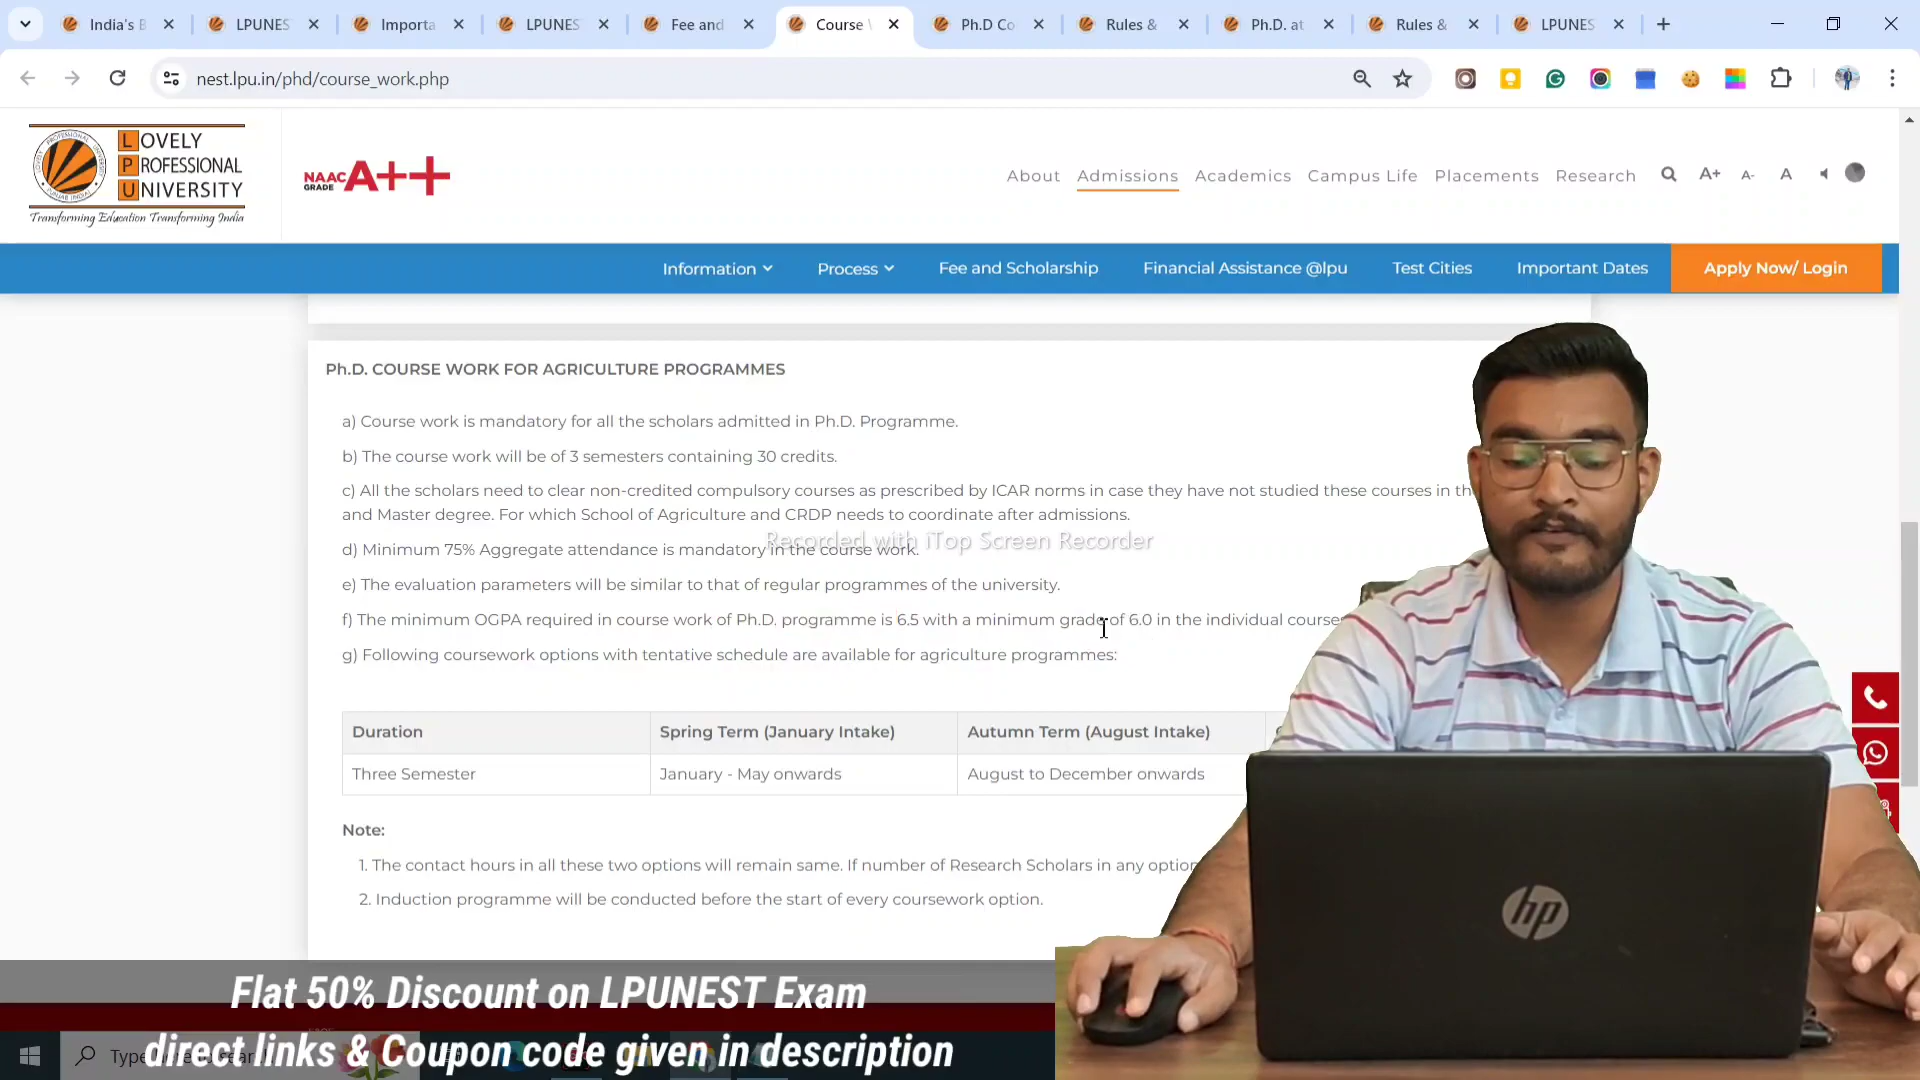 India's B
LPUNEST
Importa
LPUNEST
Fee and
Course
Ph.D Co
Rules &
Ph.D. at
Rules &
LPUNES
nest.lpu.in/phd/course_work.php
LOVELY
PROFESSIONAL
UNIVERSITY
Transforming Education Transforming India
NAAC
GRADE
A++
About
Admissions
Academics
Campus Life
Placements
Research
A+
A-
A
Information
Process
Fee and Scholarship
Financial Assistance @lpu
Test Cities
Important Dates
Apply Now/ Login
Ph.D. COURSE WORK FOR AGRICULTURE PROGRAMMES
a) Course work is mandatory for all the scholars admitted in Ph.D. Programme.
b) The course work will be of 3 semesters containing 30 credits.
c) All the scholars need to clear non-credited compulsory courses as prescribed by ICAR norms in case they have not studied these courses in
and Master degree. For which School of Agriculture and CRDP needs to coordinate after admissions.
Recorded with iTop Screen Recorder
d) Minimum 75% Aggregate attendance is mandatory in the course work.
e) The evaluation parameters will be similar to that of regular programmes of the university.
f) The minimum OGPA required in course work of Ph.D. programme is 6.5 with a minimum grade of 6.0 in the individual course
g) Following coursework options with tentative schedule are available for agriculture programmes:
Duration
Spring Term (January Intake)
Autumn Term (August Intake)
Three Semester
January - May onwards
August to December onwards
Note:
1. The contact hours in all these two options will remain same. If number of Research Scholars in any option
2. Induction programme will be conducted before the start of every coursework option.
Flat 50% Discount on LPUNEST Exam
direct links & Coupon code given in description
hp